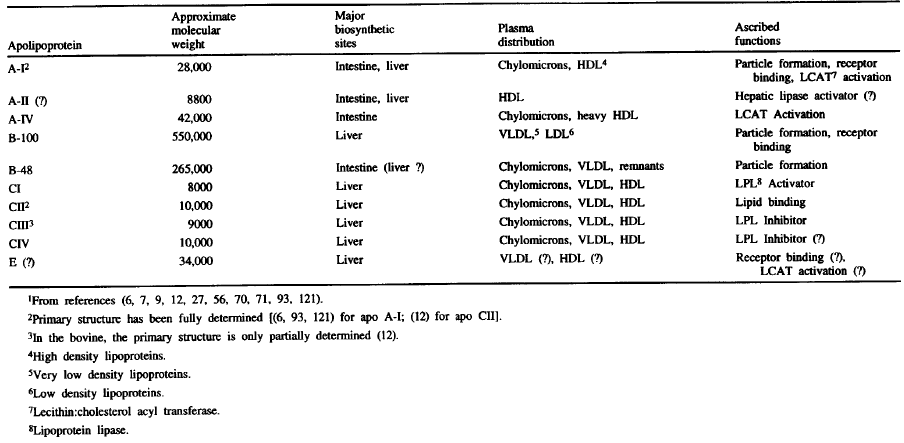 Apolipoprotein Approximate molecular weight Major biosynthetic sites Plasma distribution Ascribed functions
A-I² 28,000 Intestine, liver Chylomicrons, HDL⁴ Particle formation, receptor
binding, LCAT⁷ activation
A-II (?) 8800 Intestine, liver HDL Hepatic lipase activator (?)
A-IV 42,000 Intestine Chylomicrons, heavy HDL LCAT Activation
B-100 550,000 Liver VLDL,⁵ LDL⁶ Particle formation, receptor
binding
B-48 265,000 Intestine (liver ?) Chylomicrons, VLDL, remnants Particle formation
CI 8000 Liver Chylomicrons, VLDL, HDL LPL⁸ Activator
CII² 10,000 Liver Chylomicrons, VLDL, HDL Lipid binding
CIII³ 9000 Liver Chylomicrons, VLDL, HDL LPL Inhibitor
CIV 10,000 Liver Chylomicrons, VLDL, HDL LPL Inhibitor (?)
E (?) 34,000 Liver VLDL (?), HDL (?) Receptor binding (?),
LCAT activation (?)
¹From references (6, 7, 9, 12, 27, 56, 70, 71, 93, 121).
²Primary structure has been fully determined [(6, 93, 121) for apo A-I; (12) for apo CII].
³In the bovine, the primary structure is only partially determined (12).
⁴High density lipoproteins.
⁵Very low density lipoproteins.
⁶Low density lipoproteins.
⁷Lecithin:cholesterol acyl transferase.
⁸Lipoprotein lipase.